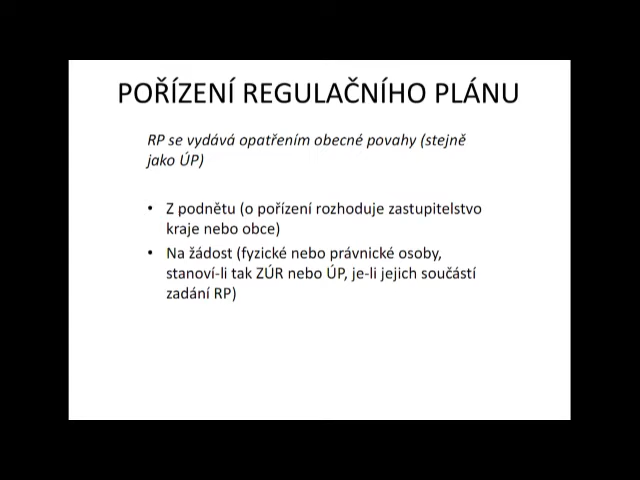 POŘÍZENÍ REGULAČNÍHO PLÁNU
RP se vydává opatřením obecné povahy (stejně
jako ÚP)
• Z podnětu (o pořízení rozhoduje zastupitelstvo
kraje nebo obce)
• Na žádost (fyzické nebo právnické osoby,
stanoví-li tak ZÚR nebo ÚP, je-li jejich součástí
zadání RP)